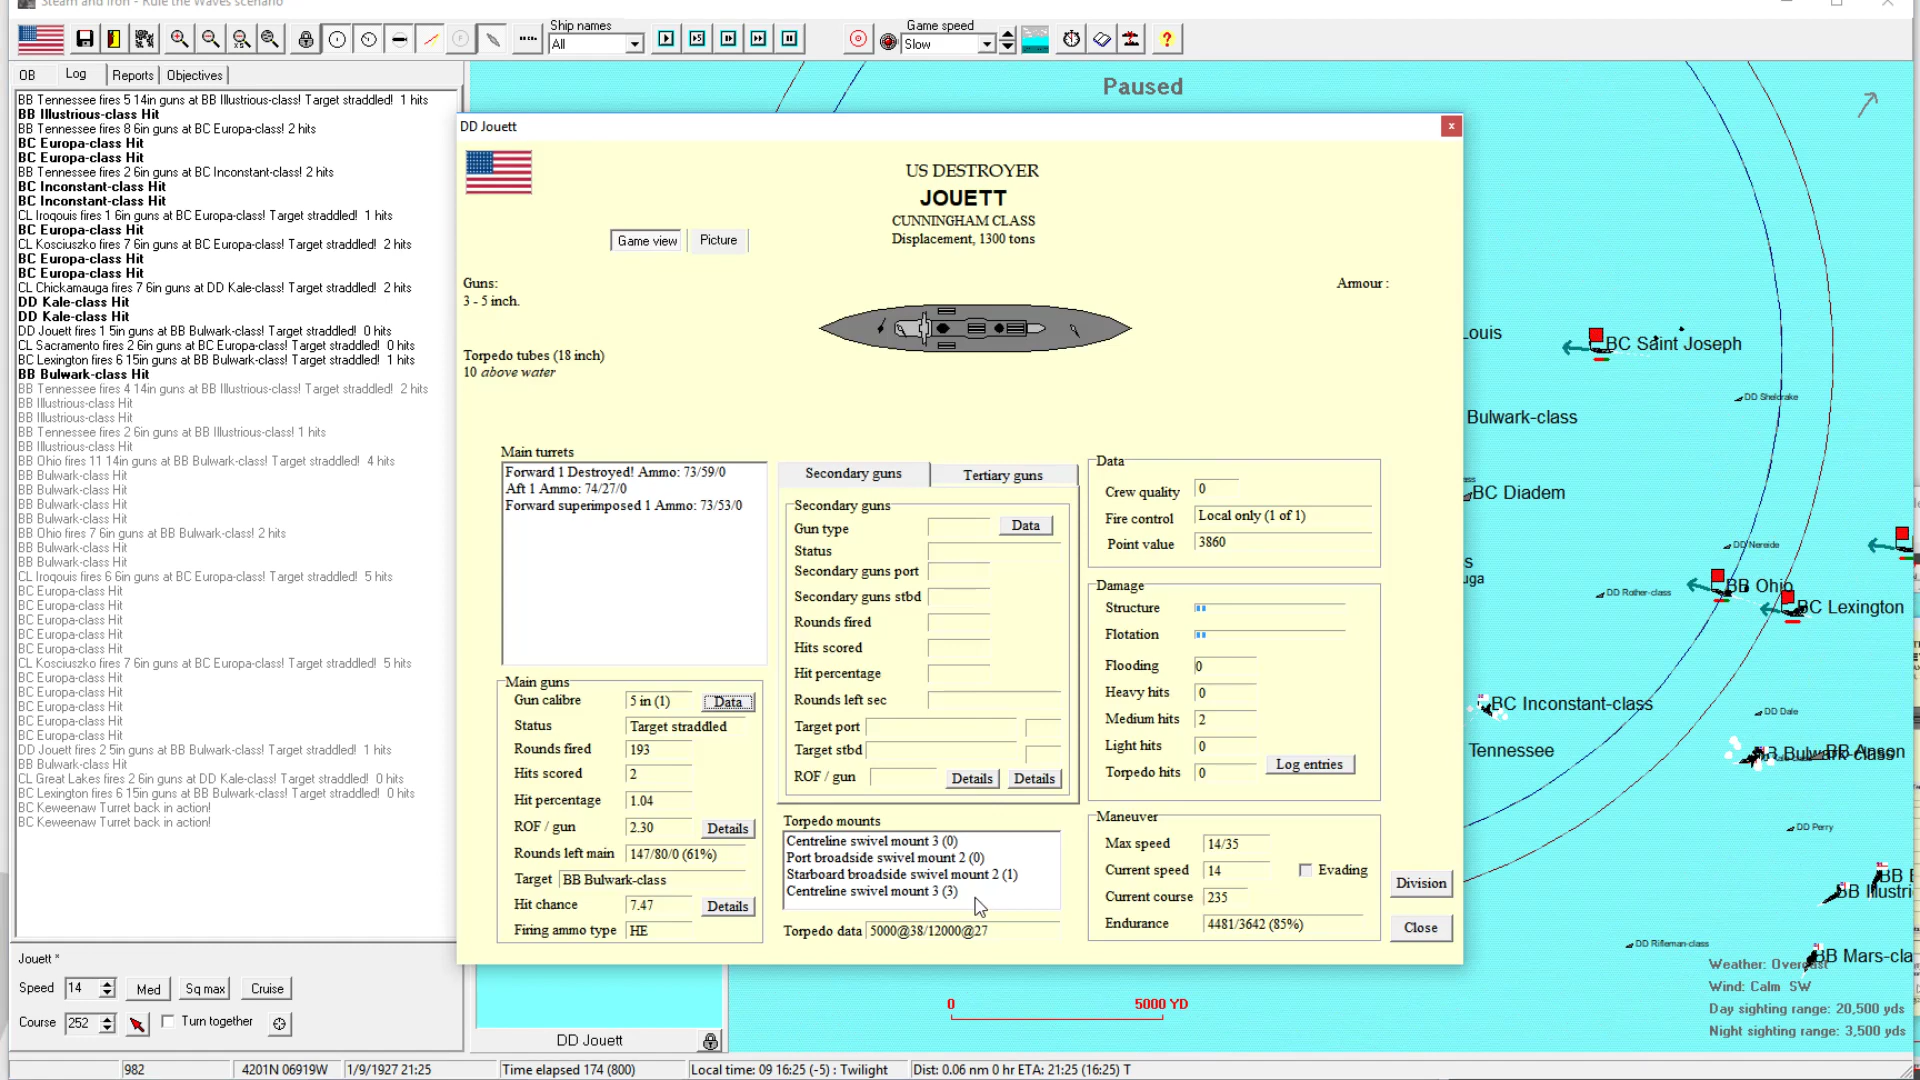 Steam and Iron - Rule the Waves scenario
Ship names
All
Game speed
Slow
OB
Log
Reports
Objectives
BB Tennessee fires 5 14in guns at BB Illustrious-class! Target straddled!  1 hits
BB Illustrious-class Hit
BB Tennessee fires 8 6in guns at BC Europa-class! 2 hits
BC Europa-class Hit
BC Europa-class Hit
BB Tennessee fires 2 6in guns at BC Inconstant-class! 2 hits
BC Inconstant-class Hit
BC Inconstant-class Hit
CL Iroqouis fires 1 6in guns at BC Europa-class! Target straddled!  1 hits
BC Europa-class Hit
CL Kosciuszko fires 7 6in guns at BC Europa-class! Target straddled!  2 hits
BC Europa-class Hit
BC Europa-class Hit
CL Chickamauga fires 7 6in guns at DD Kale-class! Target straddled!  2 hits
DD Kale-class Hit
DD Kale-class Hit
DD Jouett fires 1 5in guns at BB Bulwark-class! Target straddled!  0 hits
CL Sacramento fires 2 6in guns at BC Europa-class! Target straddled!  0 hits
BC Lexington fires 6 15in guns at BB Bulwark-class! Target straddled!  1 hits
BB Bulwark-class Hit
BB Tennessee fires 4 14in guns at BB Illustrious-class! Target straddled!  2 hits
BB Illustrious-class Hit
BB Illustrious-class Hit
BB Tennessee fires 2 6in guns at BB Illustrious-class! 1 hits
BB Illustrious-class Hit
BB Ohio fires 11 14in guns at BB Bulwark-class! Target straddled!  4 hits
BB Bulwark-class Hit
BB Bulwark-class Hit
BB Bulwark-class Hit
BB Bulwark-class Hit
BB Ohio fires 7 6in guns at BB Bulwark-class! 2 hits
BB Bulwark-class Hit
BB Bulwark-class Hit
CL Iroqouis fires 6 6in guns at BC Europa-class! Target straddled!  5 hits
BC Europa-class Hit
BC Europa-class Hit
BC Europa-class Hit
BC Europa-class Hit
BC Europa-class Hit
CL Kosciuszko fires 7 6in guns at BC Europa-class! Target straddled!  5 hits
BC Europa-class Hit
BC Europa-class Hit
BC Europa-class Hit
BC Europa-class Hit
BC Europa-class Hit
DD Jouett fires 2 5in guns at BB Bulwark-class! Target straddled!  1 hits
BB Bulwark-class Hit
CL Great Lakes fires 2 6in guns at DD Kale-class! Target straddled!  0 hits
BC Lexington fires 6 15in guns at BB Bulwark-class! Target straddled!  0 hits
BC Keweenaw Turret back in action!
BC Keweenaw Turret back in action!
Jouett *
Speed 14 Med Sq max Cruise
Course 252 Turn together
Paused
DD Jouett
US DESTROYER
JOUETT
CUNNINGHAM CLASS
Displacement, 1300 tons
Game view
Picture
Guns:
3 - 5 inch.
Armour :
Torpedo tubes (18 inch)
10 above water
Main turrets
Forward 1 Destroyed! Ammo: 73/59/0
Aft 1 Ammo: 74/27/0
Forward superimposed 1 Ammo: 73/53/0
Main guns
Gun calibre 5 in (1) Data
Status Target straddled
Rounds fired 193
Hits scored 2
Hit percentage 1.04
ROF / gun 2.30 Details
Rounds left main 147/80/0 (61%)
Target BB Bulwark-class
Hit chance 7.47 Details
Firing ammo type HE
Secondary guns
Tertiary guns
Secondary guns
Gun type Data
Status
Secondary guns port
Secondary guns stbd
Rounds fired
Hits scored
Hit percentage
Rounds left sec
Target port
Target stbd
ROF / gun Details Details
Torpedo mounts
Centreline swivel mount 3 (0)
Port broadside swivel mount 2 (0)
Starboard broadside swivel mount 2 (1)
Centreline swivel mount 3 (3)
Torpedo data 5000@38/12000@27
Data
Crew quality 0
Fire control Local only (1 of 1)
Point value 3860
Damage
Structure
Flotation
Flooding 0
Heavy hits 0
Medium hits 2
Light hits 0
Torpedo hits 0
Log entries
Maneuver
Max speed 14/35
Current speed 14 Evading
Current course 235
Endurance 4481/3642 (85%)
Division
Close
Louis
BC Saint Joseph
DD Sheldrake
Bulwark-class
BC Diadem
DD Nereide
DD Rother-class
BB Ohio
BC Lexington
BC Inconstant-class
DD Dale
Tennessee
BB Bulwark-class
BB Anson
DD Perry
BB Illustri
DD Rifleman-class
BB Mars-cla
Weather: Overcast
Wind: Calm  SW
Day sighting range: 20,500 yds
Night sighting range: 3,500 yds
0 5000 YD
DD Jouett
982
4201N 06919W
1/9/1927 21:25
Time elapsed 174 (800)
Local time: 09 16:25 (-5) : Twilight
Dist: 0.06 nm 0 hr ETA: 21:25 (16:25) T